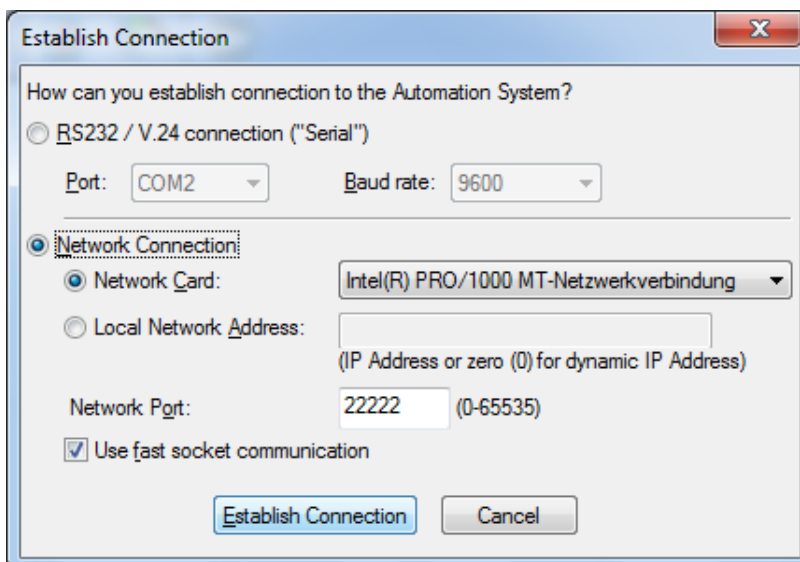 Establish Connection
How can you establish connection to the Automation System?
RS232 / V.24 connection ("Serial")
Port: COM2 Baud rate: 9600
Network Connection
Network Card: Intel(R) PRO/1000 MT-Netzwerkverbindung
Local Network Address:
(IP Address or zero (0) for dynamic IP Address)
Network Port: 22222 (0-65535)
Use fast socket communication
Establish Connection Cancel